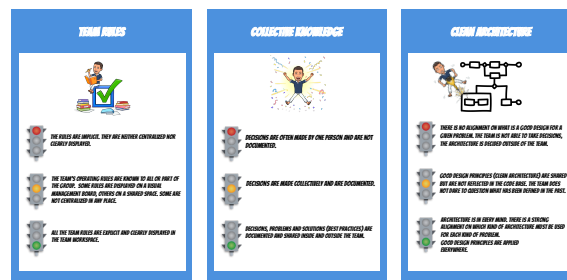 TEAM RULES
THE RULES ARE IMPLICIT. THEY ARE NEITHER CENTRALIZED NOR
CLEARLY DISPLAYED.
THE TEAM'S OPERATING RULES ARE KNOWN TO ALL OR PART OF
THE GROUP. SOME RULES ARE DISPLAYED ON A VISUAL
MANAGEMENT BOARD, OTHERS ON A SHARED SPACE. SOME ARE
NOT CENTRALIZED IN ANY PLACE.
ALL THE TEAM RULES ARE EXPLICIT AND CLEARLY DISPLAYED IN
THE TEAM WORKSPACE.
COLLECTIVE KNOWLEDGE
DECISIONS ARE OFTEN MADE BY ONE PERSON AND ARE NOT
DOCUMENTED.
DECISIONS ARE MADE COLLECTIVELY AND ARE DOCUMENTED.
DECISIONS, PROBLEMS AND SOLUTIONS (BEST PRACTICES) ARE
DOCUMENTED AND SHARED INSIDE AND OUTSIDE THE TEAM.
CLEAN ARCHITECTURE
THERE IS NO ALIGNMENT ON WHAT IS A GOOD DESIGN FOR A
GIVEN PROBLEM. THE TEAM IS NOT ABLE TO TAKE DECISIONS,
THE ARCHITECTURE IS DECIDED OUTSIDE OF THE TEAM.
GOOD DESIGN PRINCIPLES (CLEAN ARCHITECTURE) ARE SHARED
BUT ARE NOT REFLECTED IN THE CODE BASE. THE TEAM DOES
NOT DARE TO QUESTION WHAT HAS BEEN DEFINED IN THE PAST.
ARCHITECTURE IS IN EVERY MIND. THERE IS A STRONG
ALIGNMENT ON WHICH KIND OF ARCHITECTURE MUST BE USED
FOR EACH KIND OF PROBLEM.
GOOD DESIGN PRINCIPLES ARE APPLIED
EVERYWHERE.